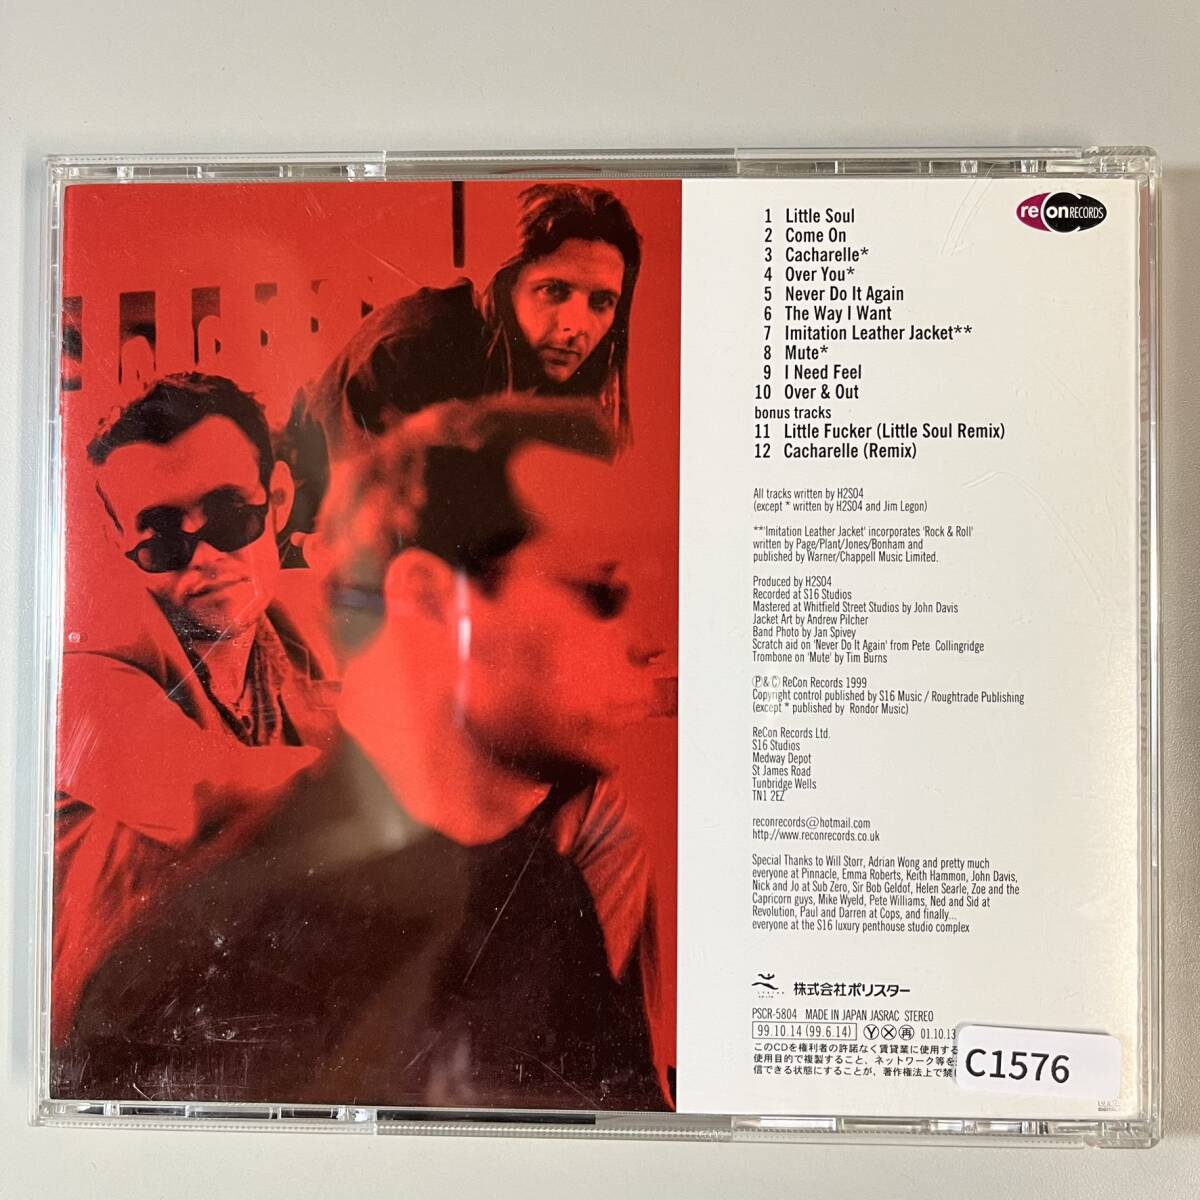 reConRECORDS
1 Little Soul
2 Come On
3 Cacharelle*
4 Over You*
5 Never Do It Again
6 The Way I Want
7 Imitation Leather Jacket**
8 Mute*
9 I Need Feel
10 Over & Out
bonus tracks
11 Little Fucker (Little Soul Remix)
12 Cacharelle (Remix)
All tracks written by H2SO4
(except * written by H2SO4 and Jim Legon)
**'Imitation Leather Jacket' incorporates 'Rock & Roll'
written by Page/Plant/Jones/Bonham and
published by Warner/Chappell Music Limited.
Produced by H2SO4
Recorded at S16 Studios
Mastered at Whitfield Street Studios by John Davis
Jacket Art by Andrew Pilcher
Band Photo by Jan Spivey
Scratch aid on 'Never Do It Again' from Pete Collingridge
Trombone on 'Mute' by Tim Burns
Ⓟ & © ReCon Records 1999
Copyright control published by S16 Music / Roughtrade Publishing
(except * published by Rondor Music)
ReCon Records Ltd.
S16 Studios
Medway Depot
St James Road
Tunbridge Wells
TN1 2EZ
reconrecords@hotmail.com
http://www.reconrecords.co.uk
Special Thanks to Will Storr, Adrian Wong and pretty much
everyone at Pinnacle, Emma Roberts, Keith Hammon, John Davis,
Nick and Jo at Sub Zero, Sir Bob Geldof, Helen Searle, Zoe and the
Capricorn guys, Mike Wyeld, Pete Williams, Ned and Sid at
Revolution, Paul and Darren at Cops, and finally...
everyone at the S16 luxury penthouse studio complex
株式会社ポリスター
PSCR-5804 MADE IN JAPAN JASRAC STEREO
99.10.14 (99.6.14) Ⓨ Ⓧ 再 01.10.13
このCDを権利者の許諾なく賃貸業に使用する
使用目的で複製すること、ネットワーク等を
信できる状態にすることが、著作権法上で禁
C1576